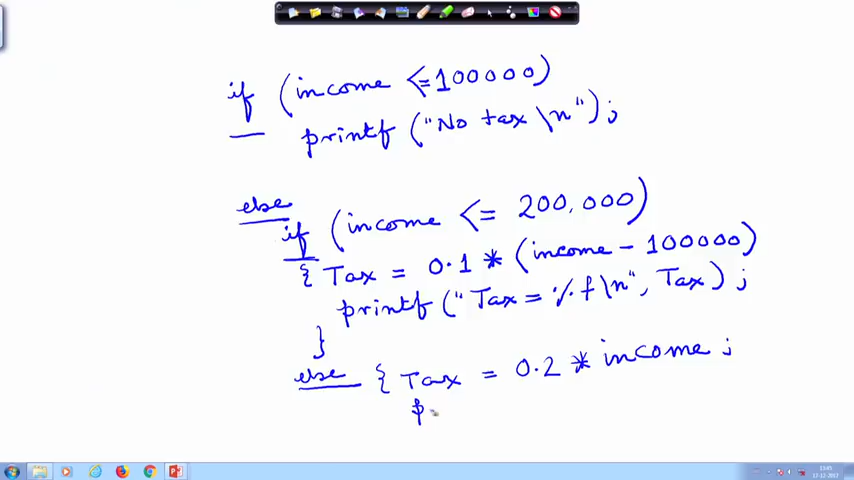 if (income <=100000)
printf ("No tax \n");
else
if (income <= 200,000)
{ Tax = 0.1 * (income - 100000)
printf ("Tax = %f\n", Tax);
}
else { Tax = 0.2 * income;
p